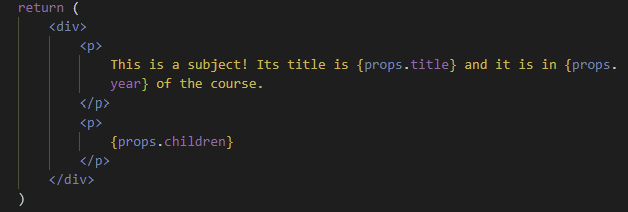 return (
<div>
<p>
This is a subject! Its title is {props.title} and it is in {props.
year} of the course.
</p>
<p>
{props.children}
</p>
</div>
)